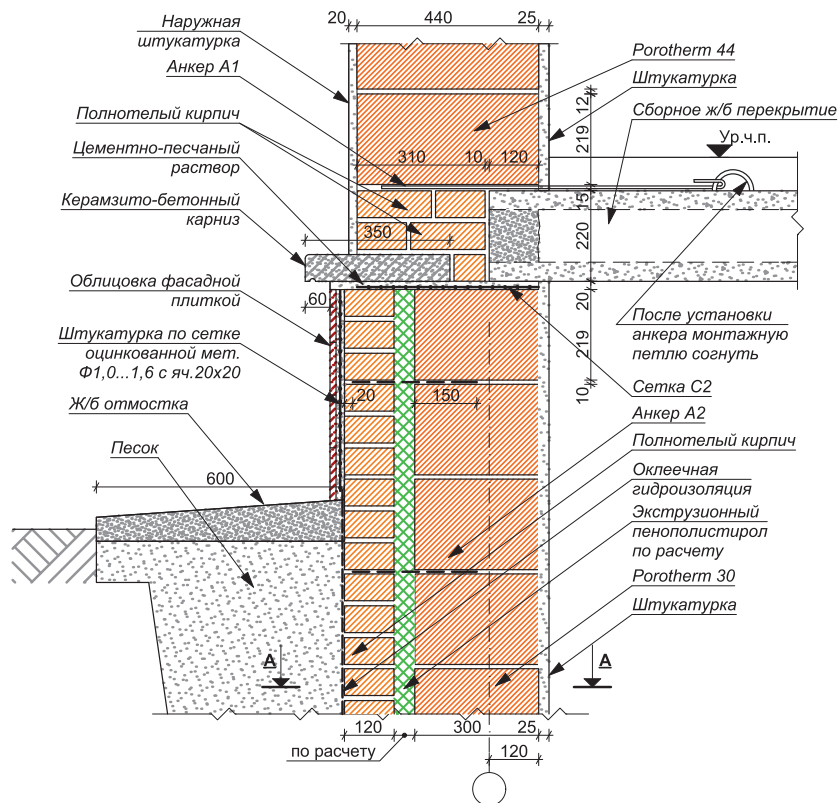 20
440
25
Наружная
штукатурка
Анкер А1
Полнотелый кирпич
Цементно-песчаный
раствор
Керамзито-бетонный
карниз
350
Облицовка фасадной
плиткой
60
Штукатурка по сетке
оцинкованной мет.
Ф1,0...1,6 с яч.20х20
Ж/б отмостка
Песок
600
310
10
120
20
150
Porotherm 44
Штукатурка
Сборное ж/б перекрытие
Ур.ч.п.
12
219
15
220
20
219
10
После установки
анкера монтажную
петлю согнуть
Сетка С2
Анкер А2
Полнотелый кирпич
Оклеечная
гидроизоляция
Экструзионный
пенополистирол
по расчету
Porotherm 30
Штукатурка
А
А
120
300
25
по расчету
120